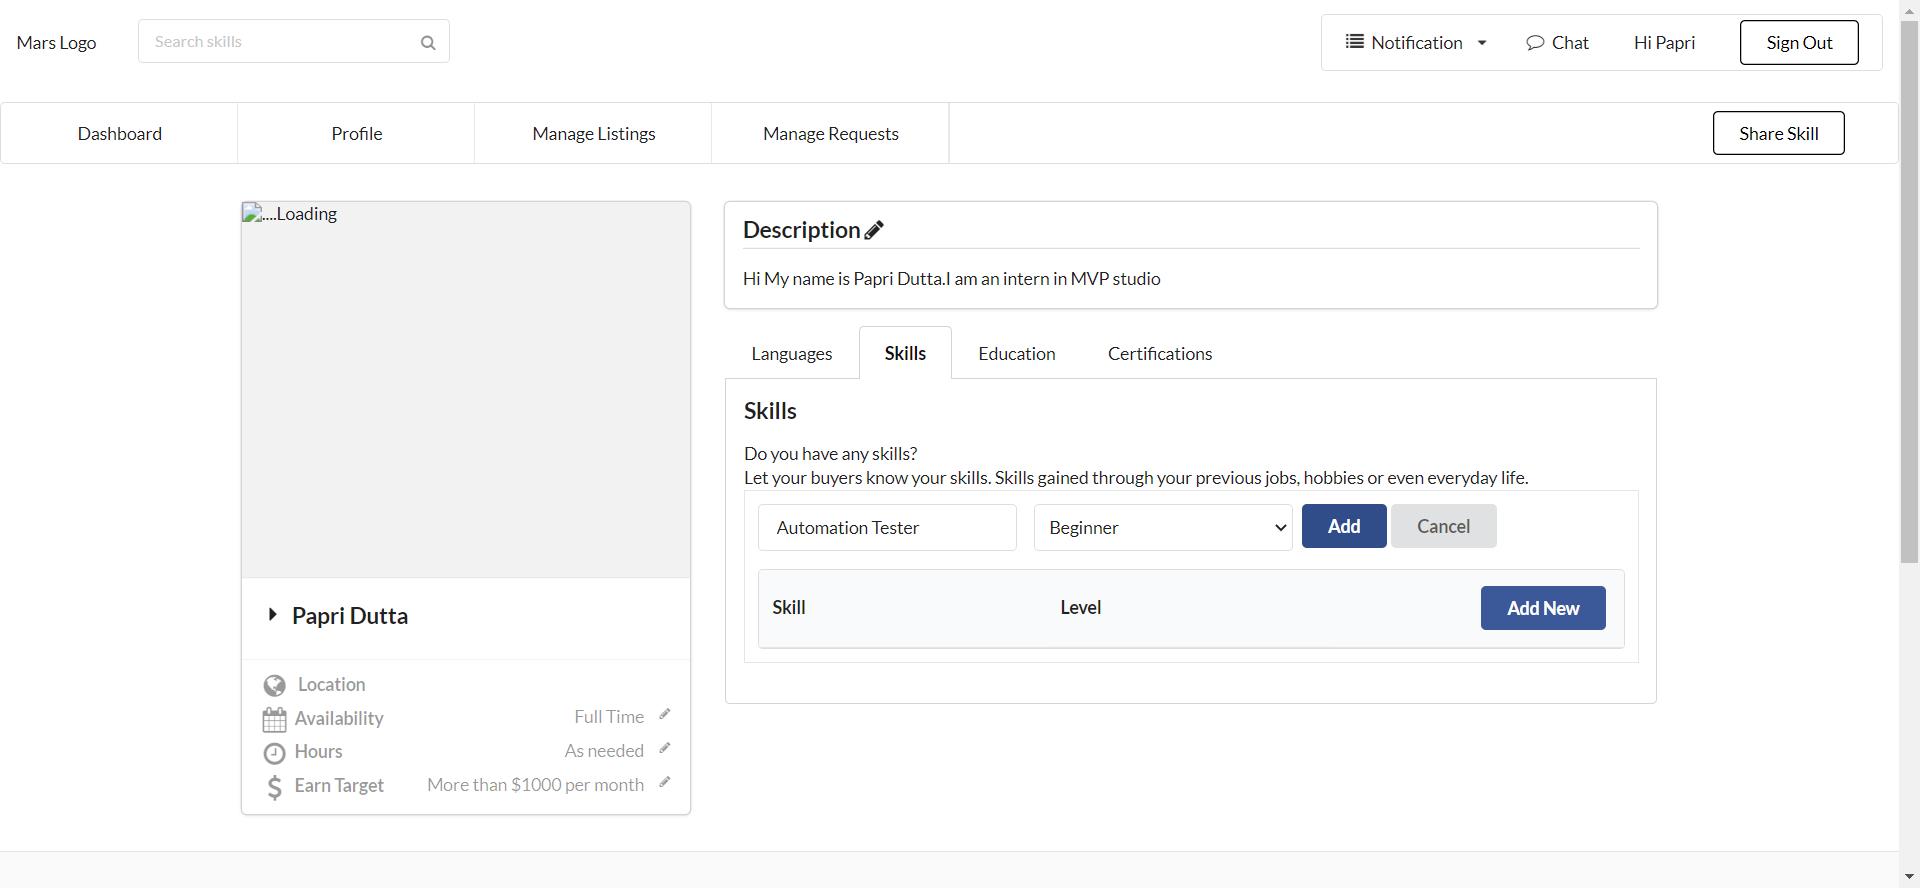 Mars Logo
Search skills
Notification
Chat
Hi Papri
Sign Out
Dashboard
Profile
Manage Listings
Manage Requests
Share Skill
....Loading
Papri Dutta
Location
Availability
Full Time
Hours
As needed
Earn Target
More than $1000 per month
Description
Hi My name is Papri Dutta.I am an intern in MVP studio
Languages
Skills
Education
Certifications
Skills
Do you have any skills?
Let your buyers know your skills. Skills gained through your previous jobs, hobbies or even everyday life.
Automation Tester
Beginner
Add
Cancel
Skill
Level
Add New